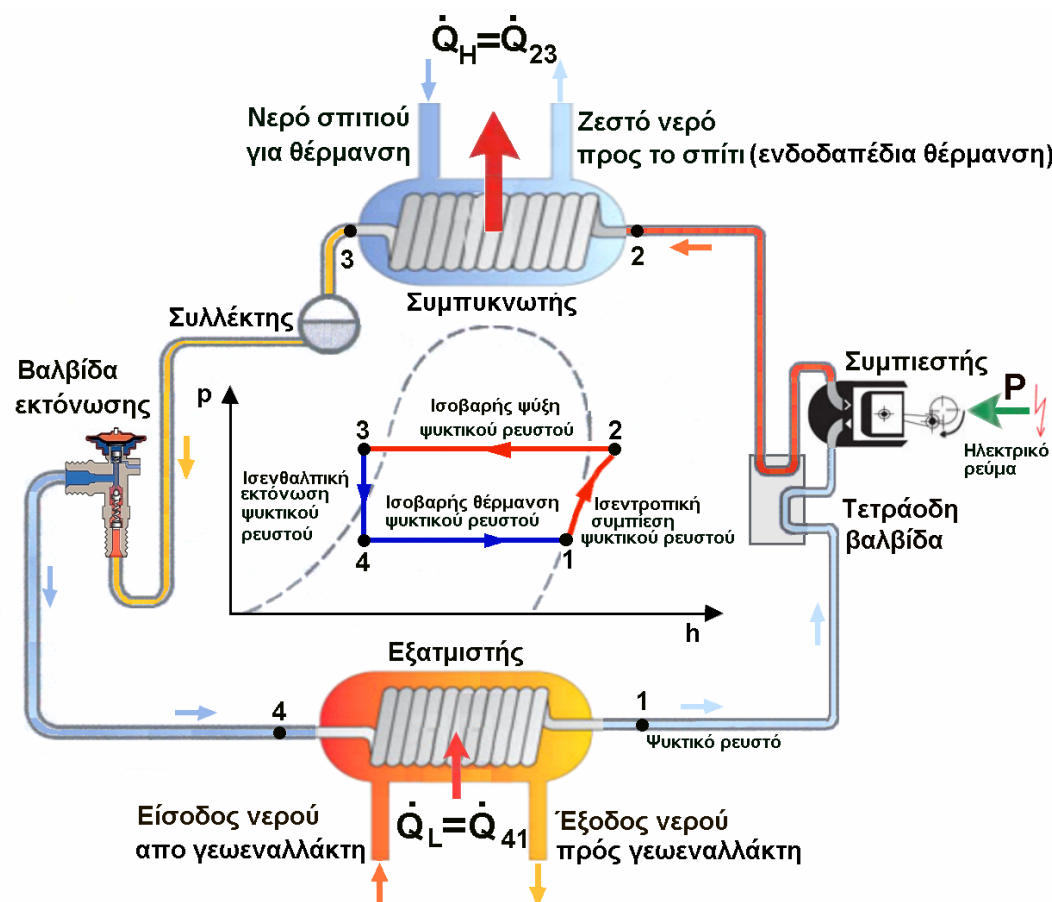 Q̇H=Q̇23
Νερό σπιτιού
για θέρμανση
Ζεστό νερό
προς το σπίτι (ενδοδαπέδια θέρμανση)
3
2
Συμπυκνωτής
Συλλέκτης
Βαλβίδα
εκτόνωσης
Συμπιεστής
P
Ηλεκτρικό
ρεύμα
p
Ισοβαρής ψύξη
ψυκτικού ρευστού
3
2
Ισενθαλπική
εκτόνωση
ψυκτικού
ρευστού
Ισοβαρής θέρμανση
ψυκτικού ρευστού
Ισεντροπική
συμπίεση
ψυκτικού ρευστού
4
1
h
Τετράοδη
βαλβίδα
Εξατμιστής
4
1
Ψυκτικό ρευστό
Είσοδος νερού
απο γεωεναλλάκτη
Q̇L=Q̇41
Έξοδος νερού
πρός γεωεναλλάκτη